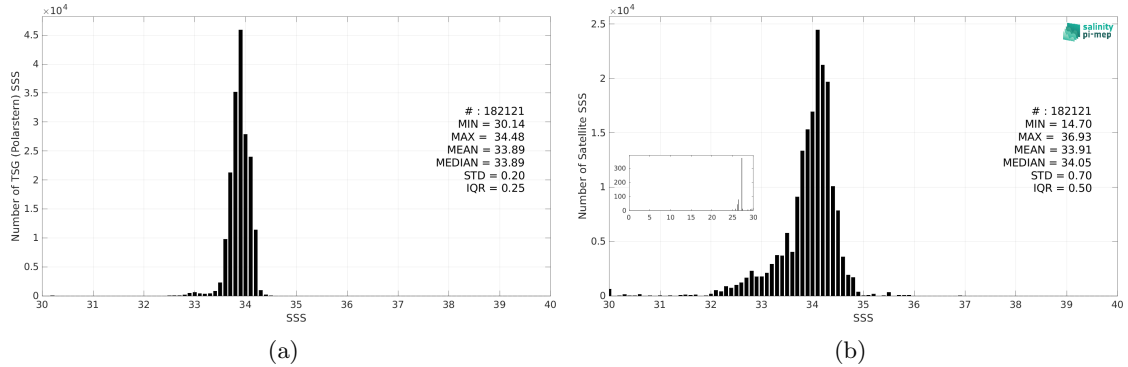 ×10⁴
4.5
4
3.5
3
2.5
2
1.5
1
0.5
0
30 31 32 33 34 35 36 37 38 39 40
SSS
Number of TSG (Polarstern) SSS
# : 182121
MIN = 30.14
MAX = 34.48
MEAN = 33.89
MEDIAN = 33.89
STD = 0.20
IQR = 0.25
(a)
×10⁴
2.5
2
1.5
1
0.5
0
30 31 32 33 34 35 36 37 38 39 40
SSS
Number of Satellite SSS
300
200
100
0
0 5 10 15 20 25 30
salinity
pi-mep
# : 182121
MIN = 14.70
MAX = 36.93
MEAN = 33.91
MEDIAN = 34.05
STD = 0.70
IQR = 0.50
(b)